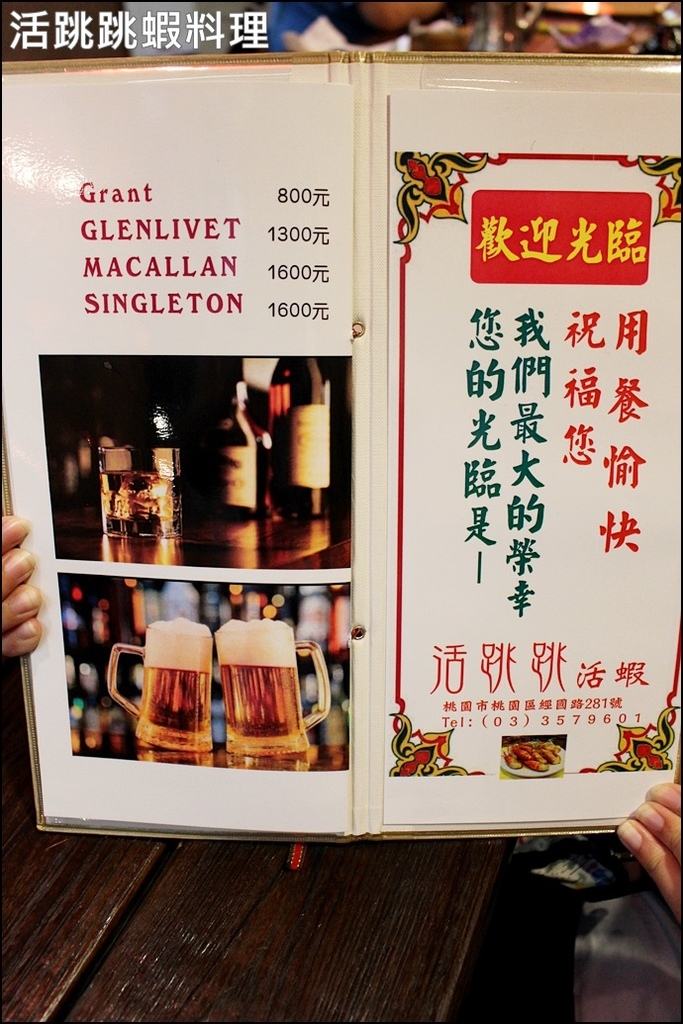 活跳跳蝦料理
Grant 800元
GLENLIVET 1300元
MACALLAN 1600元
SINGLETON 1600元
歡迎光臨
您的光臨是—
我們最大的榮幸
祝福您
用餐愉快
活跳跳活蝦
桃園市桃園區經國路281號
Tel:(03)3579601